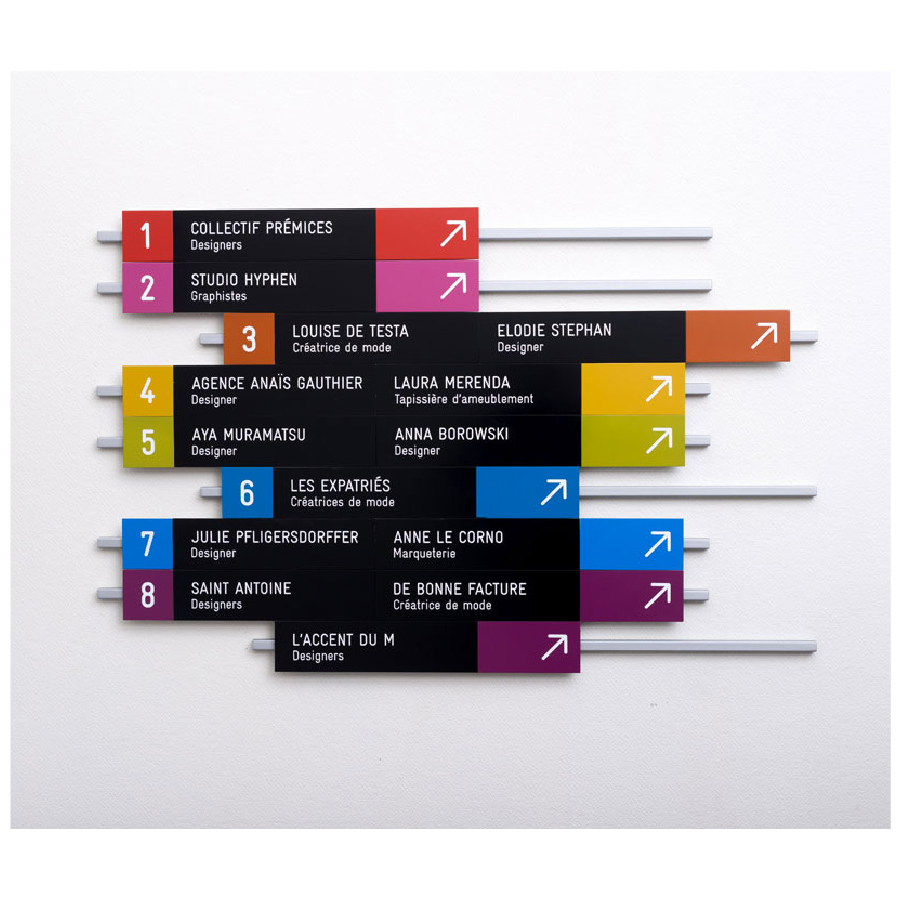 1 COLLECTIF PRÉMICES
Designers
2 STUDIO HYPHEN
Graphistes
3 LOUISE DE TESTA
Créatrice de mode
ELODIE STEPHAN
Designer
4 AGENCE ANAÏS GAUTHIER
Designer
LAURA MERENDA
Tapissière d'ameublement
5 AYA MURAMATSU
Designer
ANNA BOROWSKI
Designer
6 LES EXPATRIÉS
Créatrices de mode
7 JULIE PFLIGERSDORFFER
Designer
ANNE LE CORNO
Marqueterie
8 SAINT ANTOINE
Designers
DE BONNE FACTURE
Créatrice de mode
L'ACCENT DU M
Designers